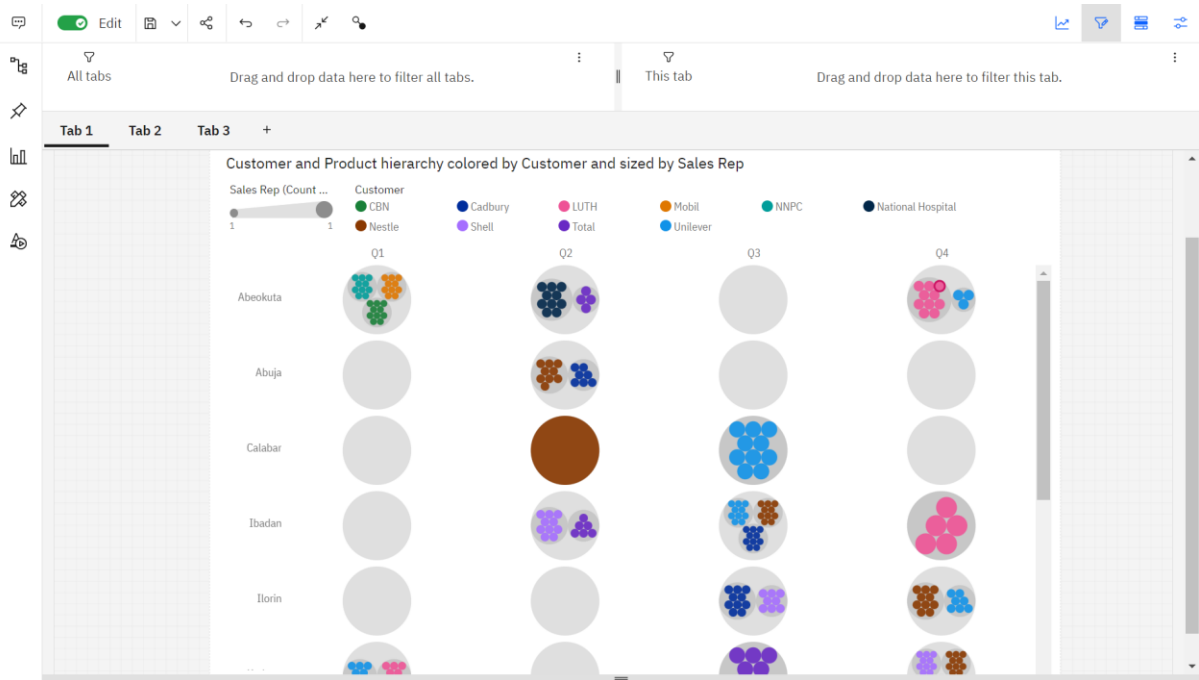 Edit
All tabs
Drag and drop data here to filter all tabs.
This tab
Drag and drop data here to filter this tab.
Tab 1 Tab 2 Tab 3 +
Customer and Product hierarchy colored by Customer and sized by Sales Rep
Sales Rep (Count ...
1 1
Customer
CBN Cadbury LUTH Mobil NNPC National Hospital
Nestle Shell Total Unilever
Q1 Q2 Q3 Q4
Abeokuta
Abuja
Calabar
Ibadan
Ilorin